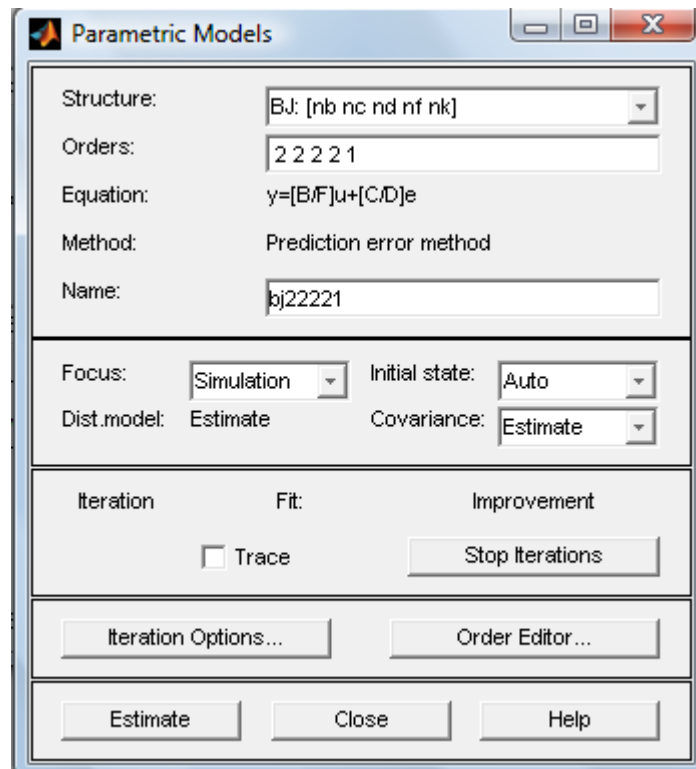 Parametric Models
Structure: BJ: [nb nc nd nf nk]
Orders: 2 2 2 2 1
Equation: y=[B/F]u+[C/D]e
Method: Prediction error method
Name: bj22221
Focus: Simulation Initial state: Auto
Dist.model: Estimate Covariance: Estimate
Iteration Fit: Improvement
Trace Stop Iterations
Iteration Options... Order Editor...
Estimate Close Help